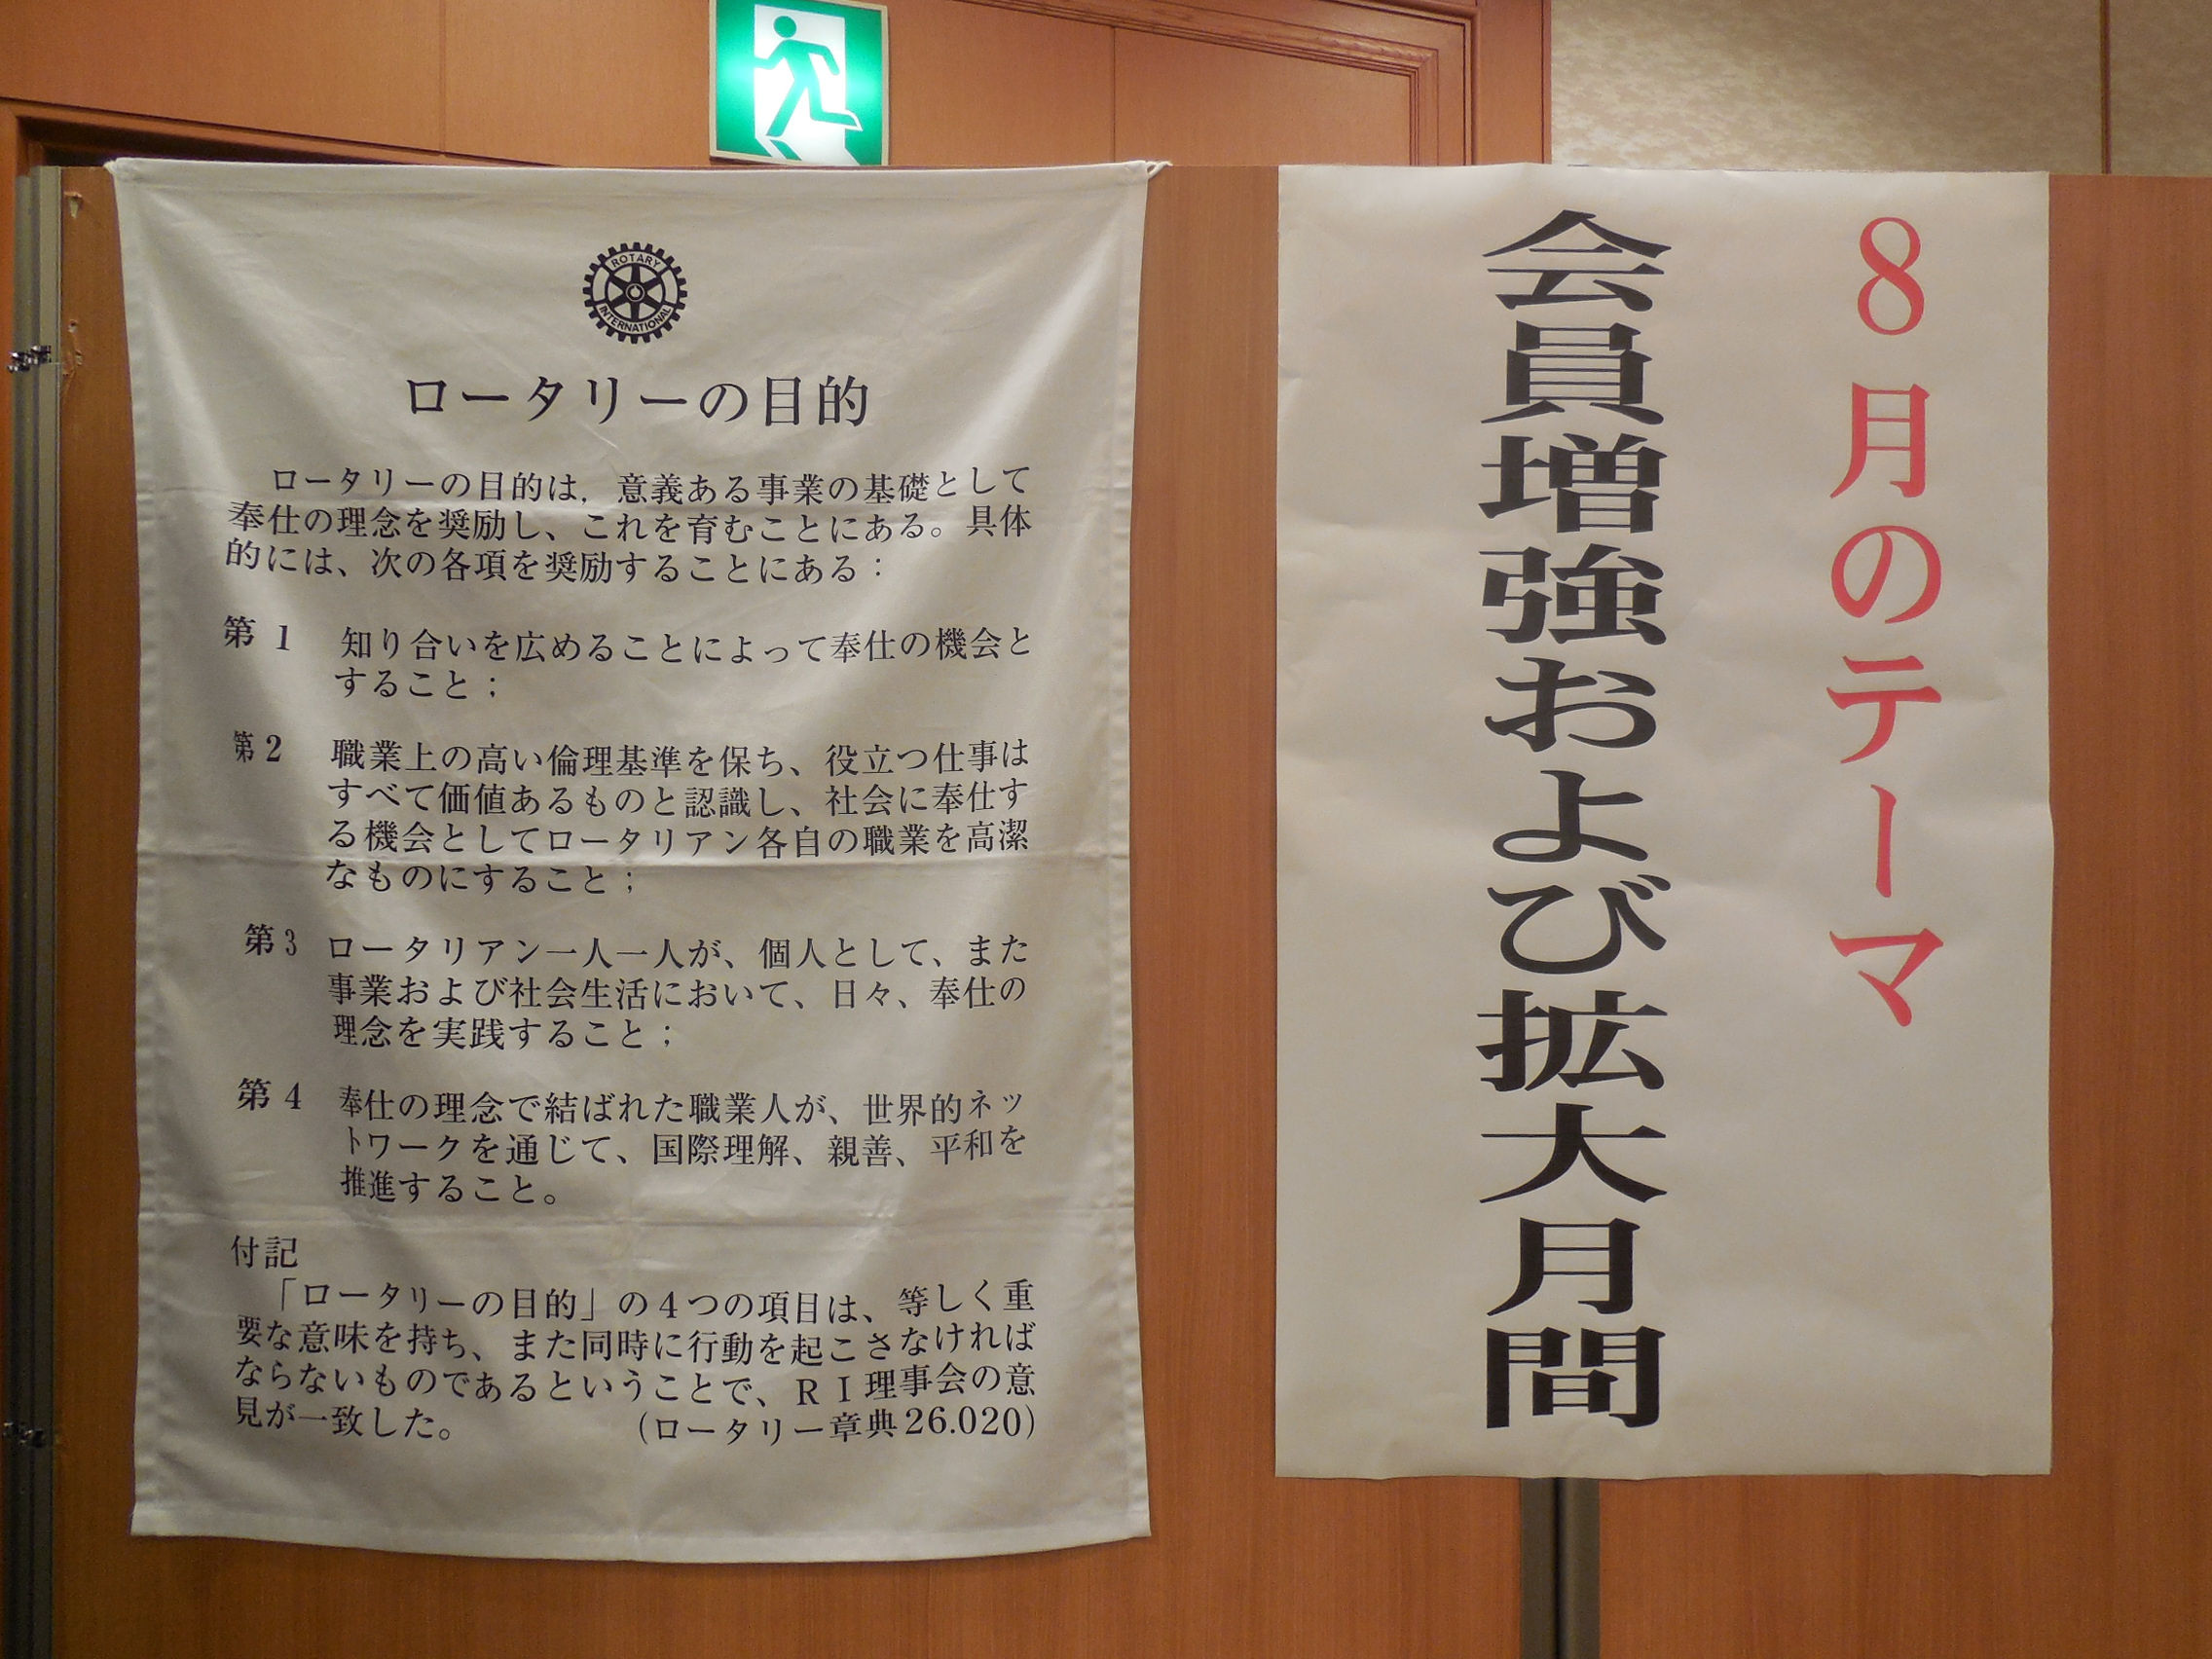 ROTARY
INTERNATIONAL
ロータリーの目的
ロータリーの目的は，意義ある事業の基礎として
奉仕の理念を奨励し、これを育むことにある。具体
的には、次の各項を奨励することにある：
第1 知り合いを広めることによって奉仕の機会と
すること；
第2 職業上の高い倫理基準を保ち、役立つ仕事は
すべて価値あるものと認識し、社会に奉仕す
る機会としてロータリアン各自の職業を高潔
なものにすること；
第3 ロータリアン一人一人が、個人として、また
事業および社会生活において、日々、奉仕の
理念を実践すること；
第4 奉仕の理念で結ばれた職業人が、世界的ネッ
トワークを通じて、国際理解、親善、平和を
推進すること。
付記
「ロータリーの目的」の4つの項目は、等しく重
要な意味を持ち、また同時に行動を起こさなければ
ならないものであるということで、ＲＩ理事会の意
見が一致した。 (ロータリー章典26.020)
8月のテーマ
会員増強および拡大月間